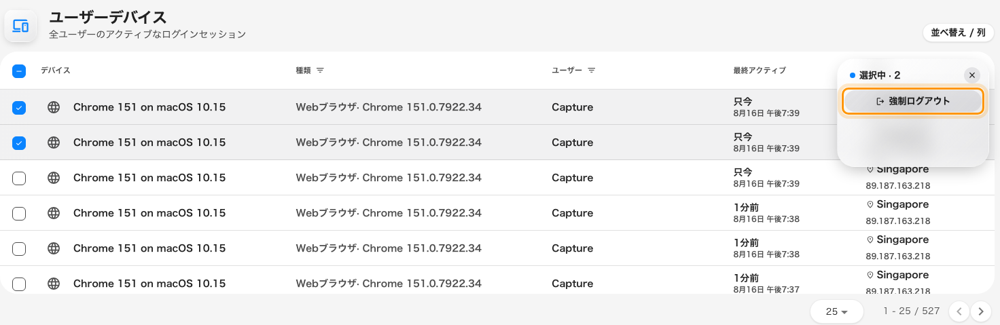 ユーザーデバイス
全ユーザーのアクティブなログインセッション
並べ替え / 列
デバイス 種類 ユーザー 最終アクティブ
選択中 · 2
強制ログアウト
Chrome 151 on macOS 10.15 Webブラウザ· Chrome 151.0.7922.34 Capture 只今
8月16日 午後7:39
Chrome 151 on macOS 10.15 Webブラウザ· Chrome 151.0.7922.34 Capture 只今
8月16日 午後7:39
Chrome 151 on macOS 10.15 Webブラウザ· Chrome 151.0.7922.34 Capture 只今 Singapore
8月16日 午後7:39 89.187.163.218
Chrome 151 on macOS 10.15 Webブラウザ· Chrome 151.0.7922.34 Capture 1分前 Singapore
8月16日 午後7:38 89.187.163.218
Chrome 151 on macOS 10.15 Webブラウザ· Chrome 151.0.7922.34 Capture 1分前 Singapore
8月16日 午後7:38 89.187.163.218
Chrome 151 on macOS 10.15 Webブラウザ· Chrome 151.0.7922.34 Capture 1分前 Singapore
8月16日 午後7:37 89.187.163.218
25 1 - 25 / 527